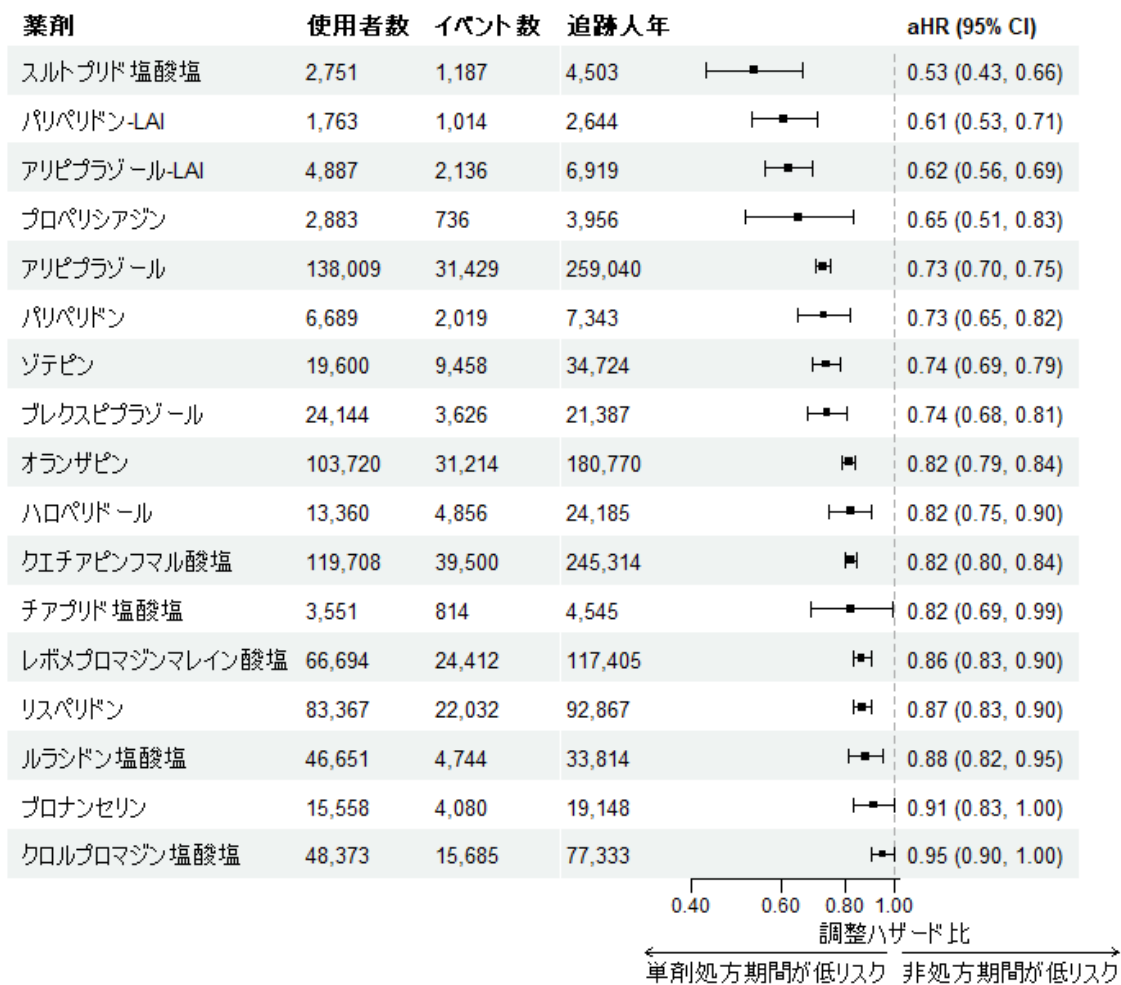 薬剤 使用者数 イベント数 追跡人年 aHR (95% CI)
スルトプリド塩酸塩 2,751 1,187 4,503 0.53 (0.43, 0.66)
パリペリドン-LAI 1,763 1,014 2,644 0.61 (0.53, 0.71)
アリピプラゾール-LAI 4,887 2,136 6,919 0.62 (0.56, 0.69)
プロペリシアジン 2,883 736 3,956 0.65 (0.51, 0.83)
アリピプラゾール 138,009 31,429 259,040 0.73 (0.70, 0.75)
パリペリドン 6,689 2,019 7,343 0.73 (0.65, 0.82)
ゾテピン 19,600 9,458 34,724 0.74 (0.69, 0.79)
ブレクスピプラゾール 24,144 3,626 21,387 0.74 (0.68, 0.81)
オランザピン 103,720 31,214 180,770 0.82 (0.79, 0.84)
ハロペリドール 13,360 4,856 24,185 0.82 (0.75, 0.90)
クエチアピンフマル酸塩 119,708 39,500 245,314 0.82 (0.80, 0.84)
チアプリド塩酸塩 3,551 814 4,545 0.82 (0.69, 0.99)
レボメプロマジンマレイン酸塩 66,694 24,412 117,405 0.86 (0.83, 0.90)
リスペリドン 83,367 22,032 92,867 0.87 (0.83, 0.90)
ルラシドン塩酸塩 46,651 4,744 33,814 0.88 (0.82, 0.95)
ブロナンセリン 15,558 4,080 19,148 0.91 (0.83, 1.00)
クロルプロマジン塩酸塩 48,373 15,685 77,333 0.95 (0.90, 1.00)
0.40 0.60 0.80 1.00
調整ハザード比
単剤処方期間が低リスク 非処方期間が低リスク